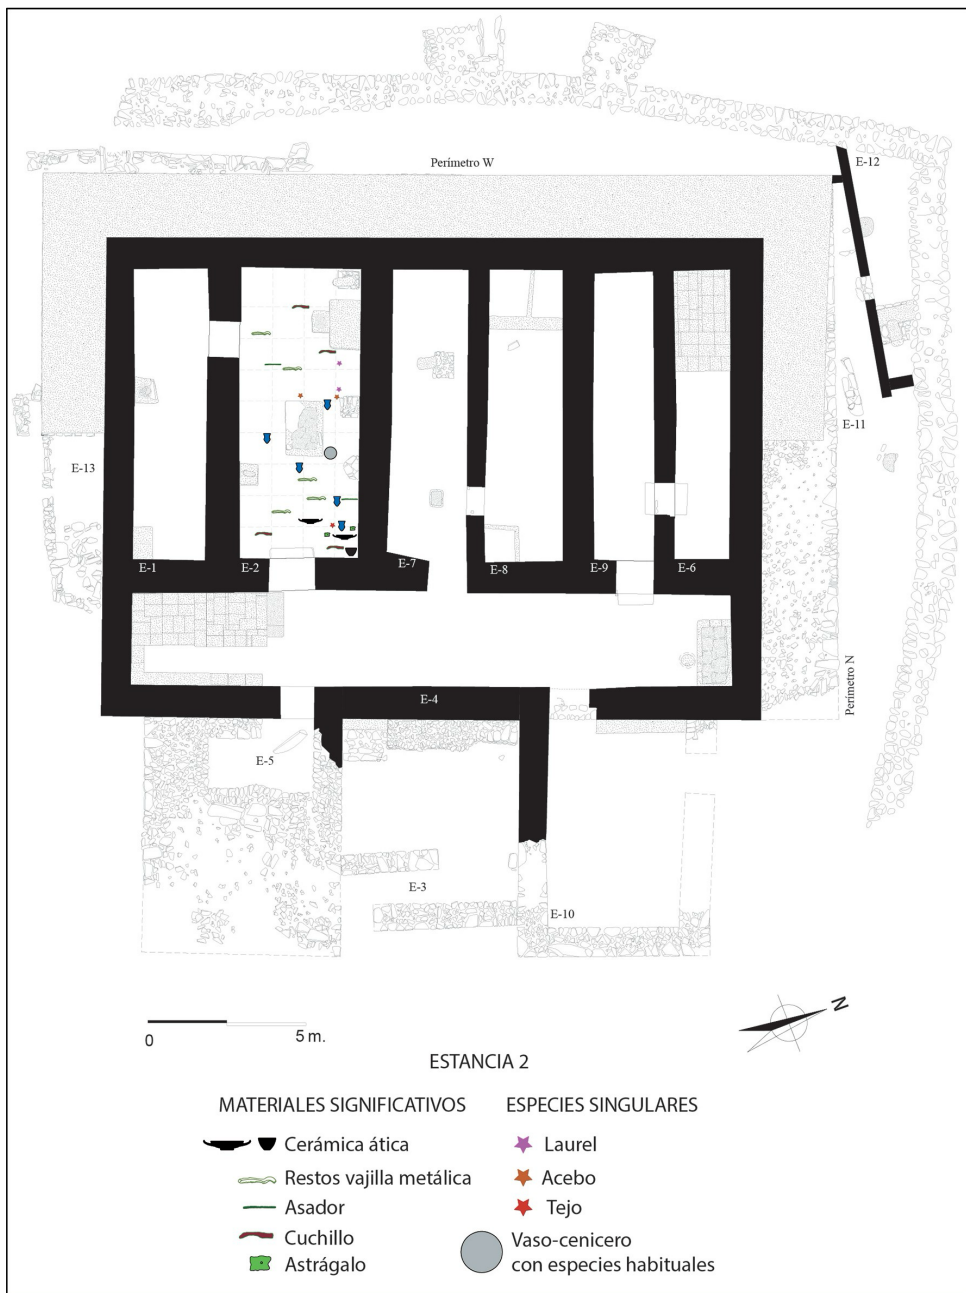 Perímetro W
E-12
E-11
E-13
E-1
E-2
E-7
E-8
E-9
E-6
Perímetro N
E-4
E-5
E-3
E-10
0
5 m.
N
ESTANCIA 2
MATERIALES SIGNIFICATIVOS
Cerámica ática
Restos vajilla metálica
Asador
Cuchillo
Astrágalo
ESPECIES SINGULARES
Laurel
Acebo
Tejo
Vaso-cenicero
con especies habituales